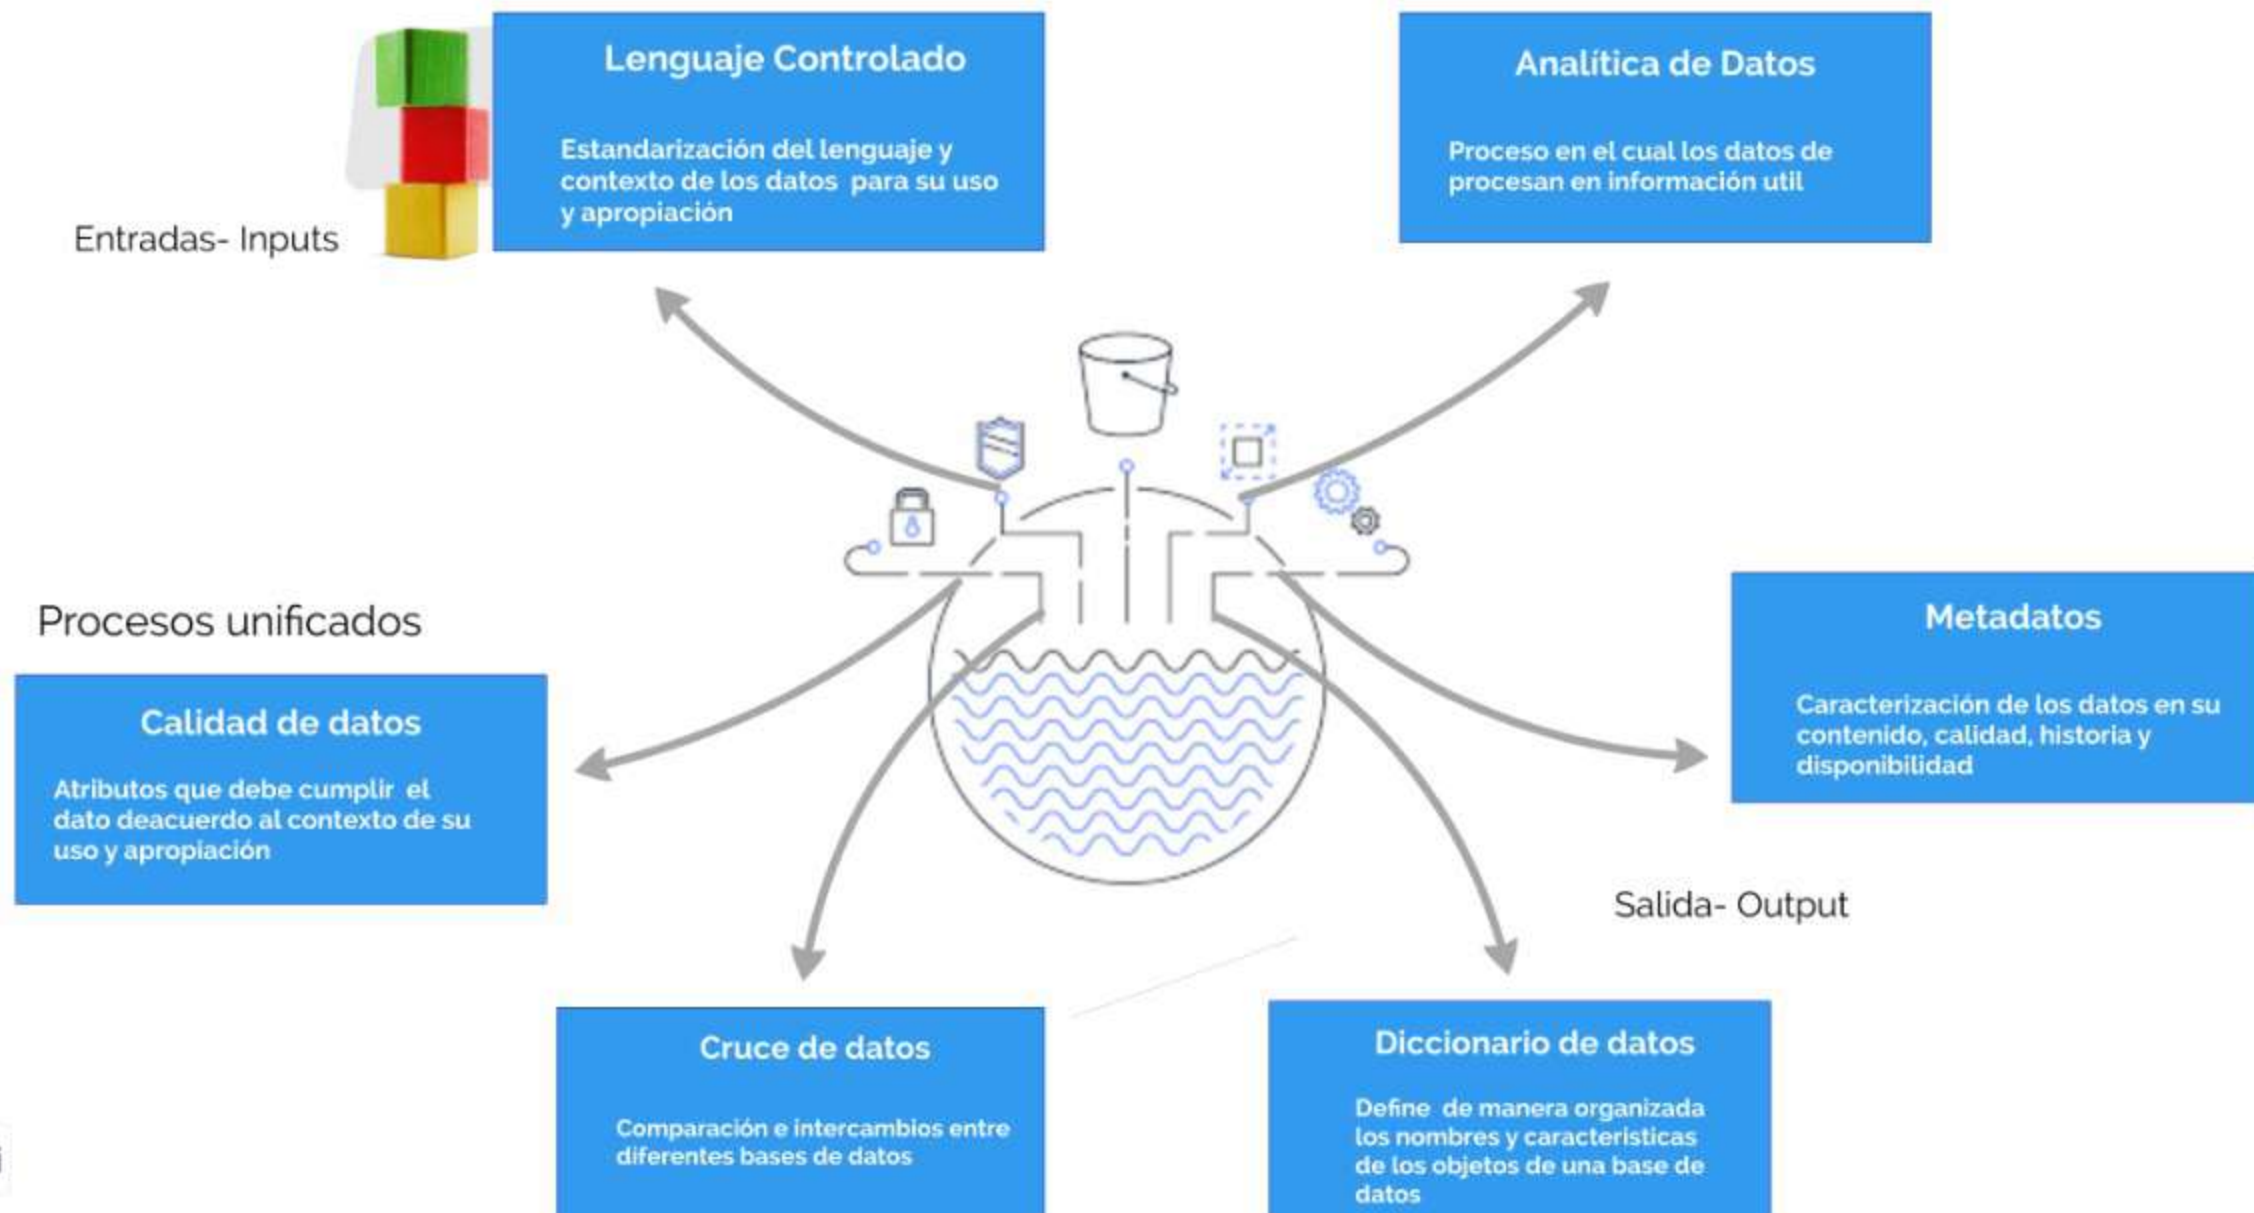 Lenguaje Controlado
Estandarización del lenguaje y
contexto de los datos para su uso
y apropiación
Entradas- Inputs
Analítica de Datos
Proceso en el cual los datos de
procesan en información util
Procesos unificados
Calidad de datos
Atributos que debe cumplir el
dato deacuerdo al contexto de su
uso y apropiación
Metadatos
Caracterización de los datos en su
contenido, calidad, historia y
disponibilidad
Salida- Output
Cruce de datos
Comparación e intercambios entre
diferentes bases de datos
Diccionario de datos
Define de manera organizada
los nombres y caracteristicas
de los objetos de una base de
datos